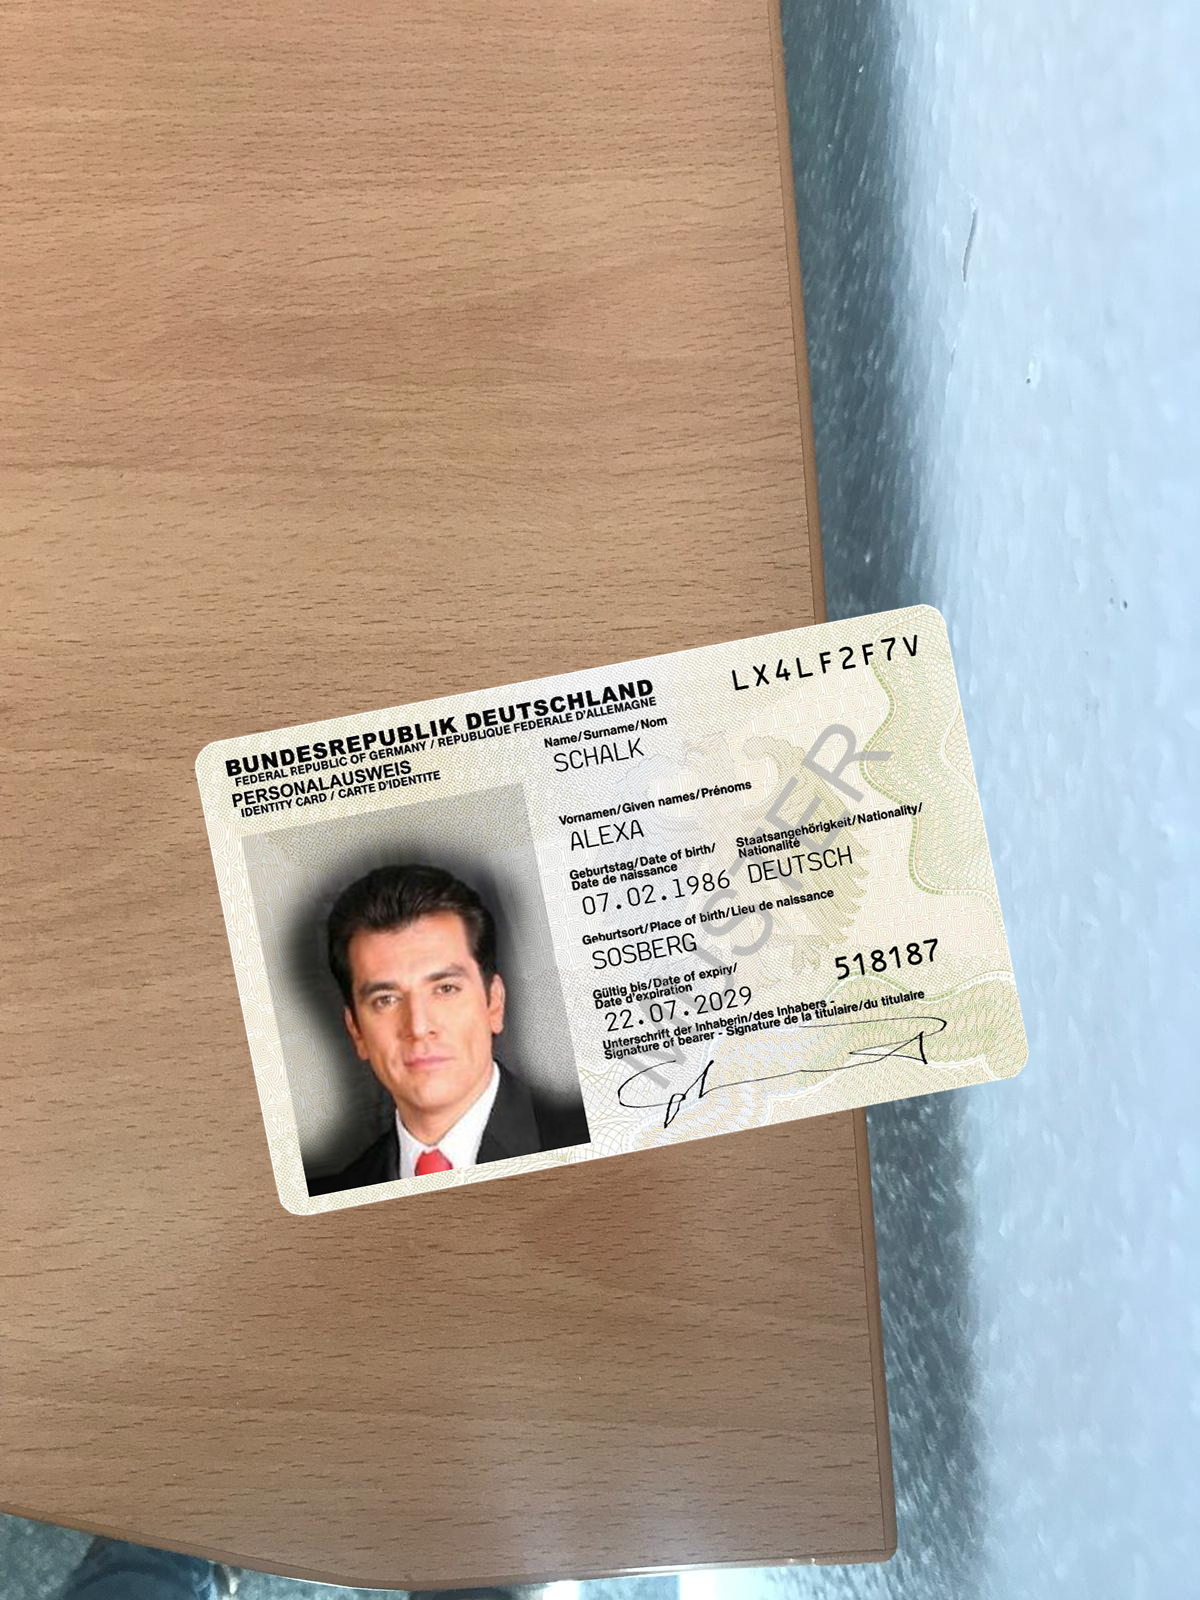 BUNDESREPUBLIK DEUTSCHLAND
FEDERAL REPUBLIC OF GERMANY / REPUBLIQUE FEDERALE D'ALLEMAGNE
PERSONALAUSWEIS
IDENTITY CARD / CARTE D'IDENTITE
LX4LF2F7V
Name/Surname/Nom
SCHALK
Vornamen/Given names/Prénoms
ALEXA
Geburtstag/Date of birth/
Date de naissance
07.02.1986
Staatsangehörigkeit/Nationality/
Nationalité
DEUTSCH
Geburtsort/Place of birth/Lieu de naissance
SOSBERG
Gültig bis/Date of expiry/
Date d'expiration
22.07.2029
518187
Unterschrift der Inhaberin/des Inhabers -
Signature of bearer - Signature de la titulaire/du titulaire
MUSTER